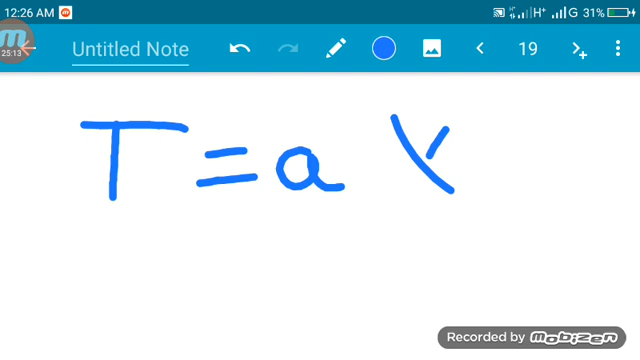 12:26 AM H+ G 31%
25:13 Untitled Note 19
T = a
Recorded by mobizen